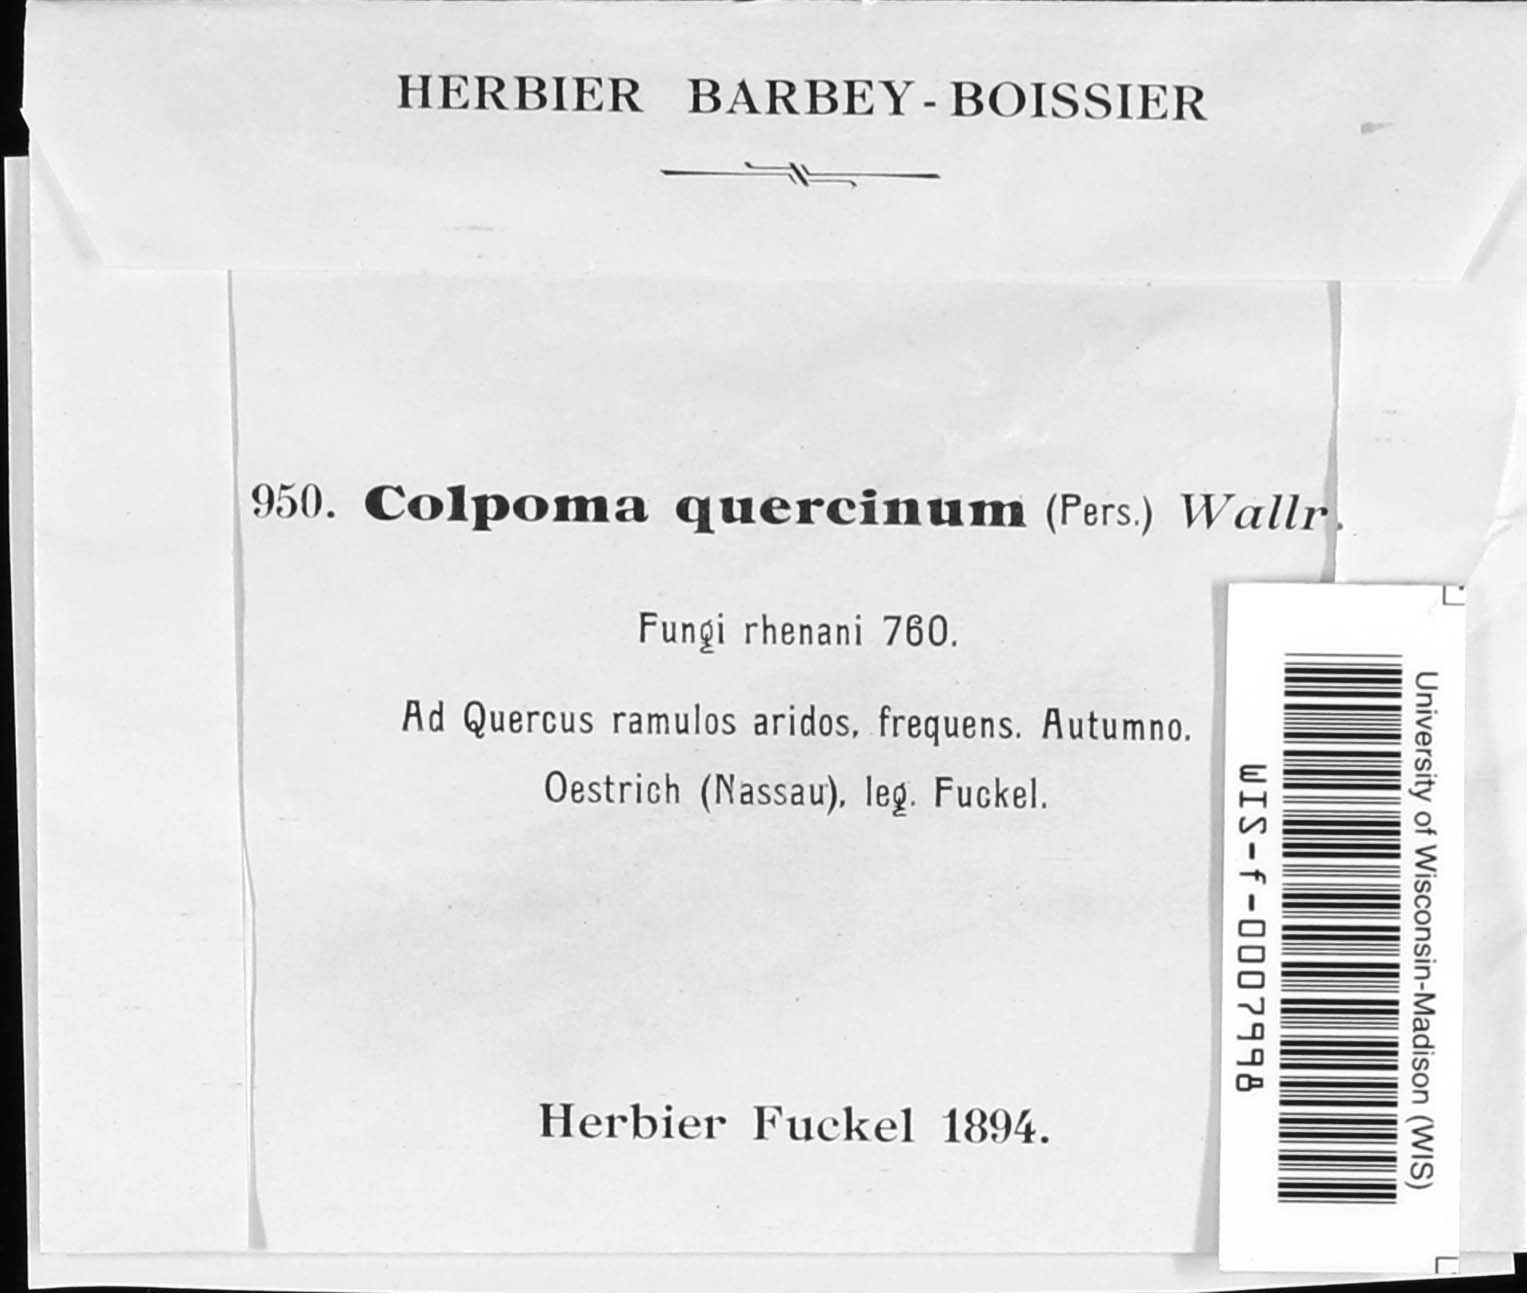 HERBIER BARBEY-BOISSIER
950. Colpoma quercinum (Pers.) Wallr.
Fungi rhenani 760.
Ad Quercus ramulos aridos, frequens. Autumno.
Oestrich (Nassau), leg. Fuckel.
Herbier Fuckel 1894.
University of Wisconsin-Madison (WIS)
WIS-f-0007998